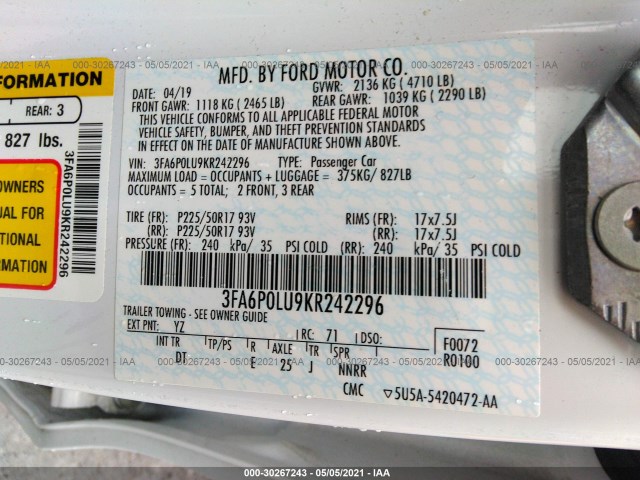 MFD. BY FORD MOTOR CO.
DATE: 04/19 GVWR: 2136 KG ( 4710 LB)
FRONT GAWR: 1118 KG ( 2465 LB) REAR GAWR: 1039 KG ( 2290 LB)
THIS VEHICLE CONFORMS TO ALL APPLICABLE FEDERAL MOTOR
VEHICLE SAFETY, BUMPER, AND THEFT PREVENTION STANDARDS
IN EFFECT ON THE DATE OF MANUFACTURE SHOWN ABOVE.
VIN: 3FA6P0LU9KR242296 TYPE: Passenger Car
MAXIMUM LOAD = OCCUPANTS + LUGGAGE = 375KG/ 827LB
OCCUPANTS = 5 TOTAL; 2 FRONT, 3 REAR
TIRE (FR): P225/50R17 93V RIMS (FR): 17x7.5J
(RR): P225/50R17 93V (RR): 17x7.5J
PRESSURE (FR): 240 kPa/ 35 PSI COLD (RR): 240 kPa/ 35 PSI COLD
3FA6P0LU9KR242296
TRAILER TOWING - SEE OWNER GUIDE
EXT PNT: YZ RC: 71 DSO: F0072
INT TR TP/PS R AXLE TR SPR R0100
DT E 25 J NNRR
CMC 5U5A-5420472-AA
FORMATION
REAR: 3
827 lbs.
3FA6P0LU9KR242296
OWNERS
UAL FOR
TIONAL
RMATION
000-30267243 - 05/05/2021 - IAA